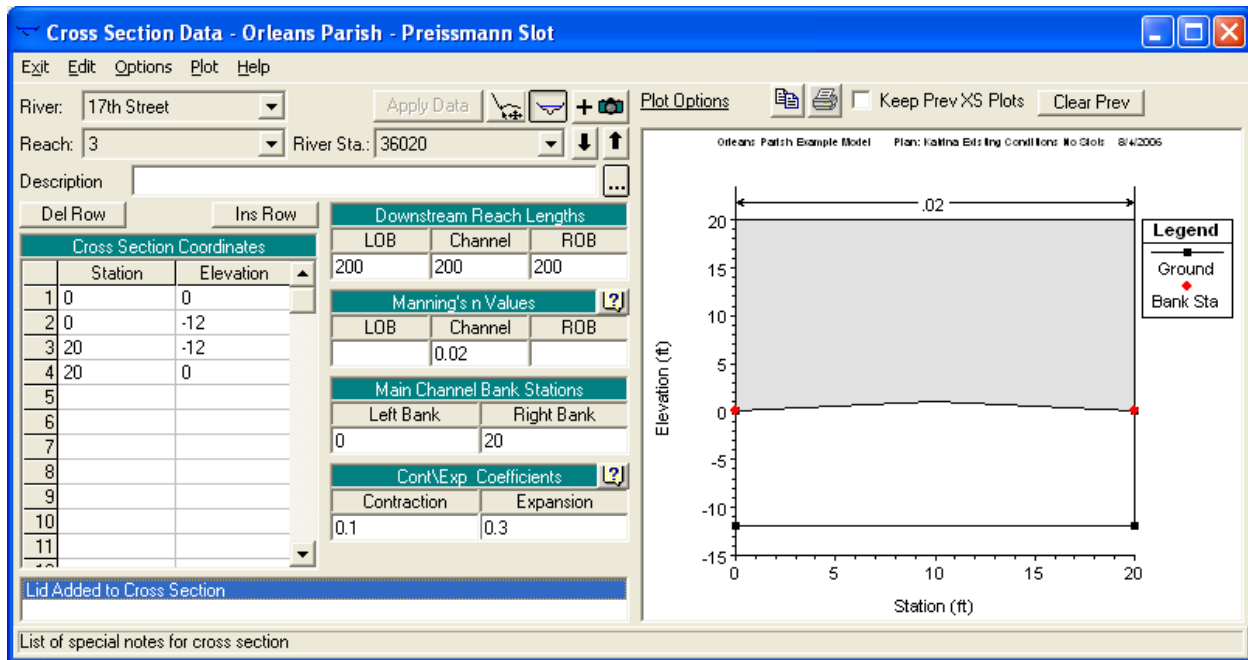 Cross Section Data - Orleans Parish - Preissmann Slot
Exit Edit Options Plot Help
River: 17th Street Apply Data
Reach: 3 River Sta.: 36020
Description ...
Del Row Ins Row
Cross Section Coordinates
Station Elevation
1 0 0
2 0 -12
3 20 -12
4 20 0
5
6
7
8
9
10
11
Downstream Reach Lengths
LOB Channel ROB
200 200 200
Manning's n Values
LOB Channel ROB
0.02
Main Channel Bank Stations
Left Bank Right Bank
0 20
Cont\Exp Coefficients
Contraction Expansion
0.1 0.3
Lid Added to Cross Section
List of special notes for cross section
Plot Options Keep Prev XS Plots Clear Prev
Orleans Parish Example Model Plan: Katrina Existing Conditions No Slots 8/4/2006
.02
20
15
10
5
0
-5
-10
-15
0 5 10 15 20
Elevation (ft)
Station (ft)
Legend
Ground
Bank Sta